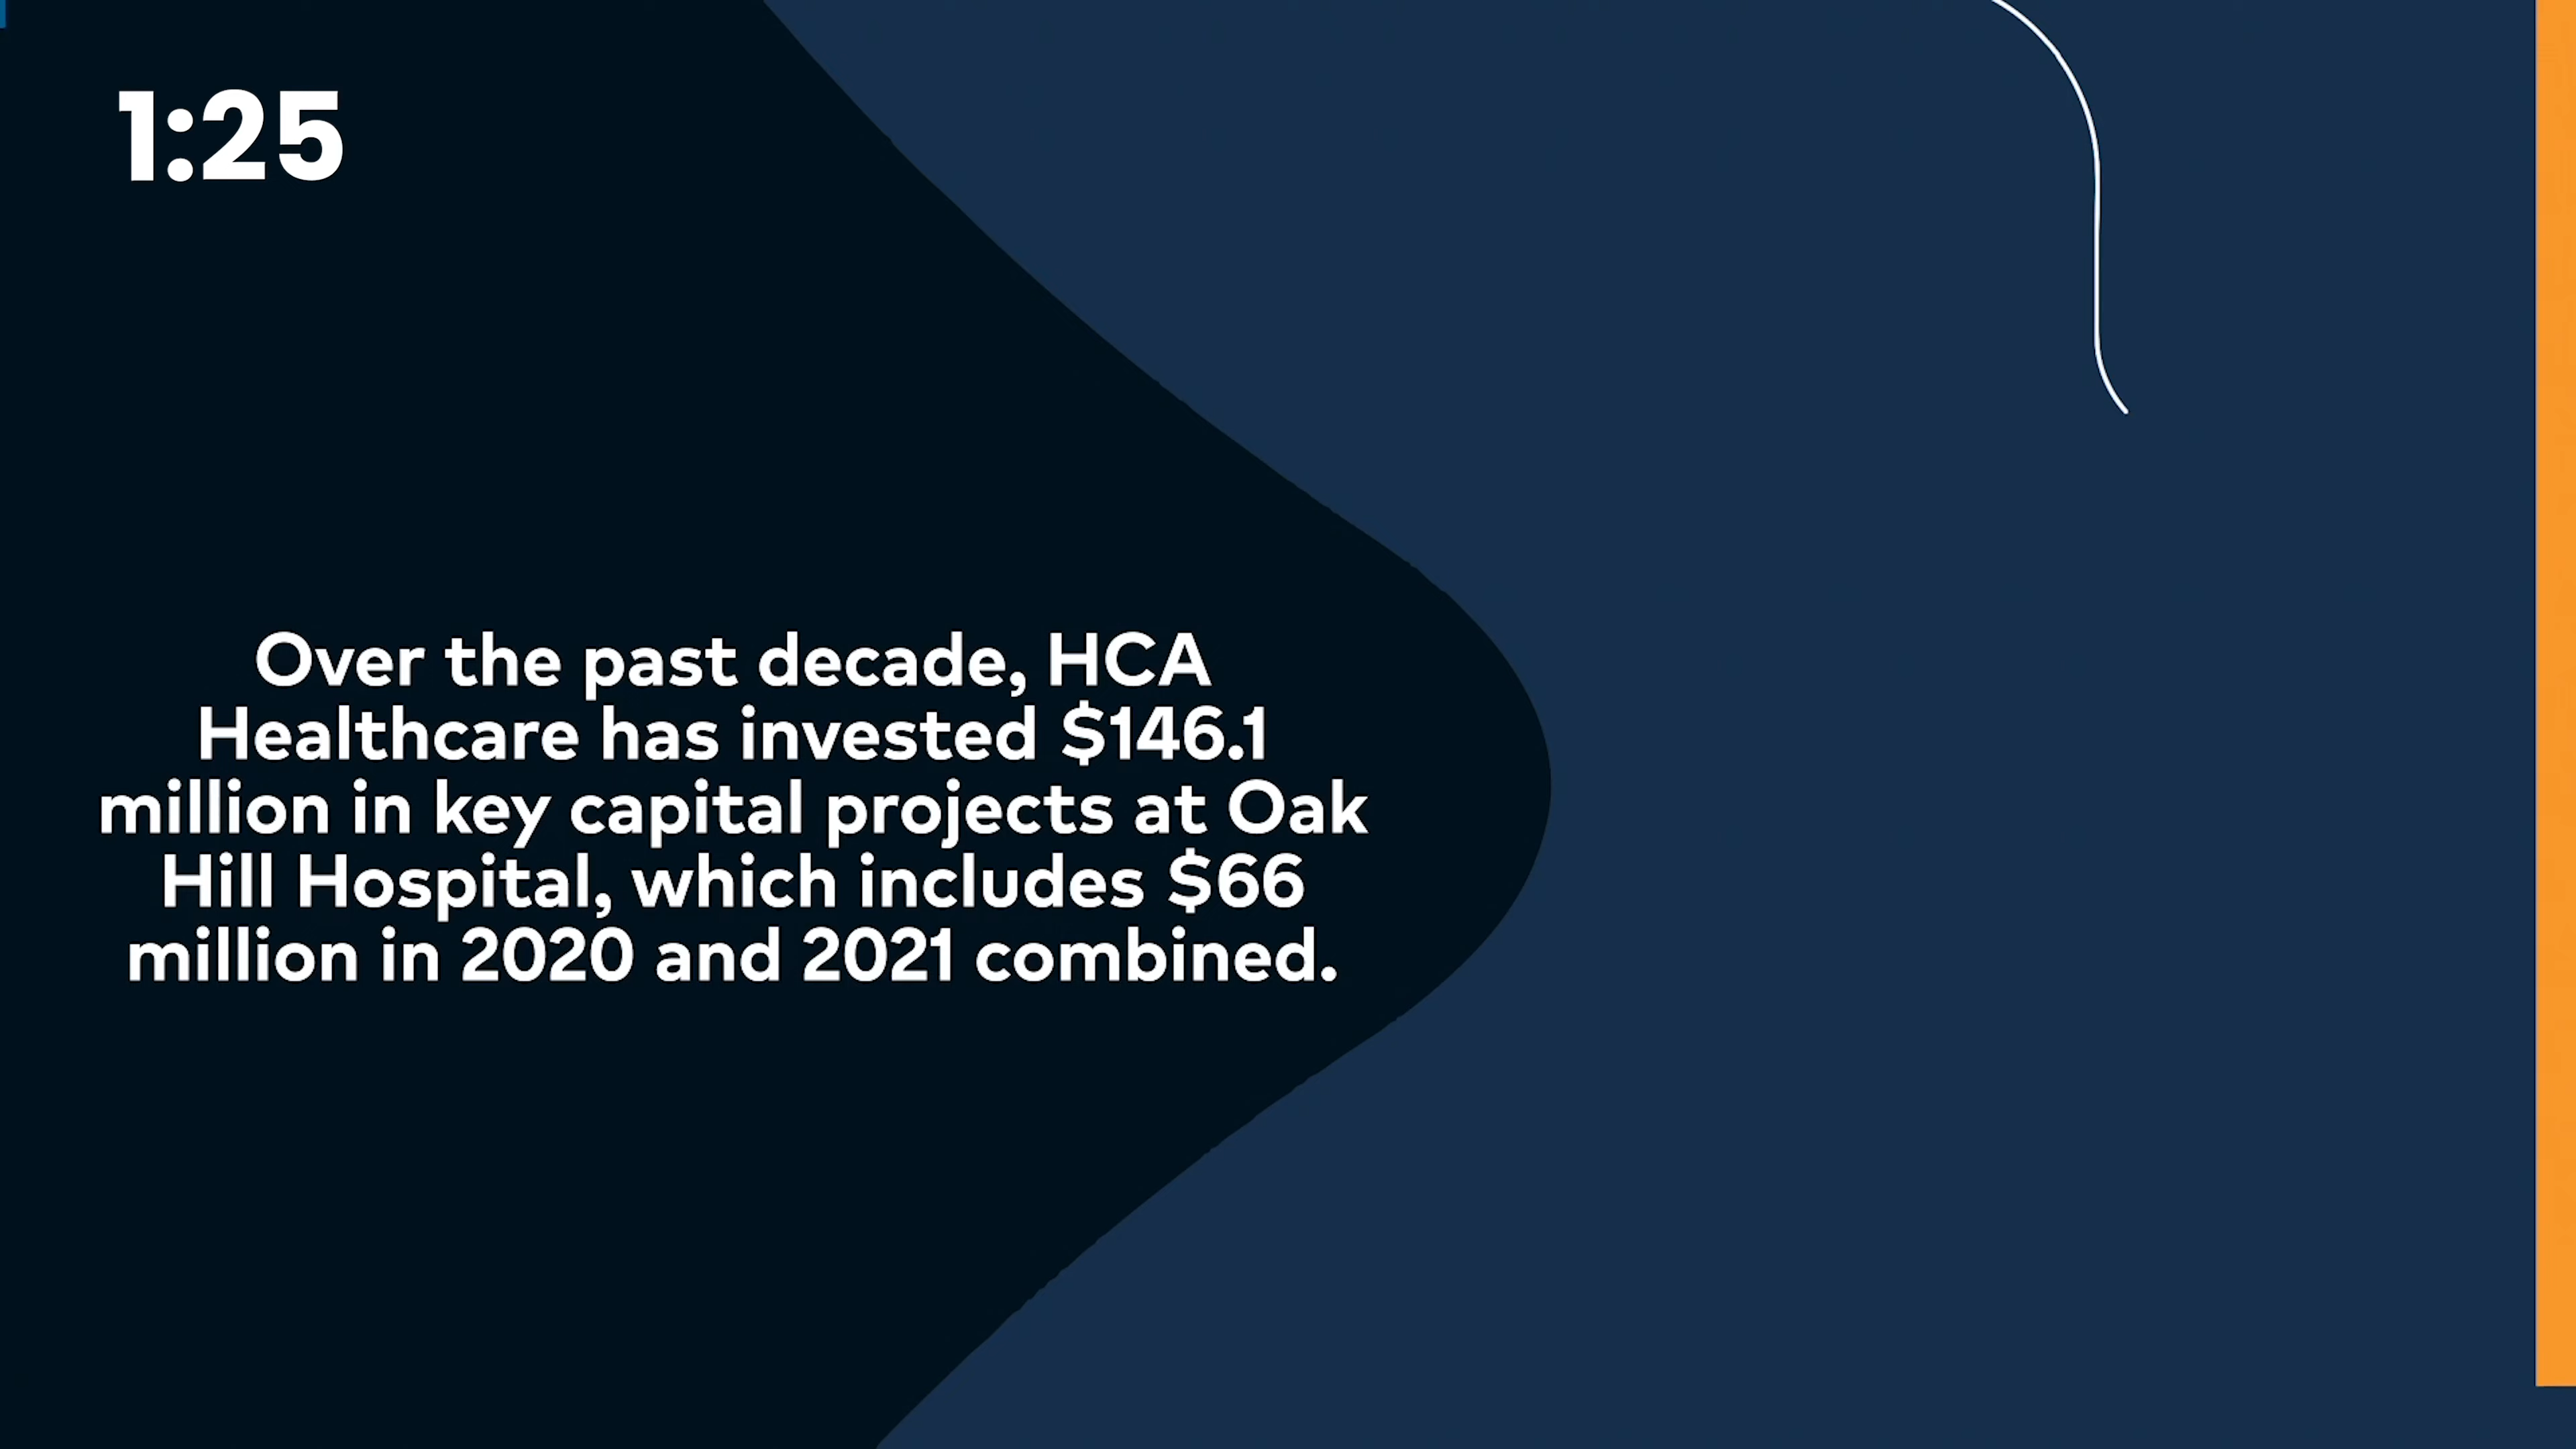 1:25
Over the past decade, HCA
Healthcare has invested $146.1
million in key capital projects at Oak
Hill Hospital, which includes $66
million in 2020 and 2021 combined.